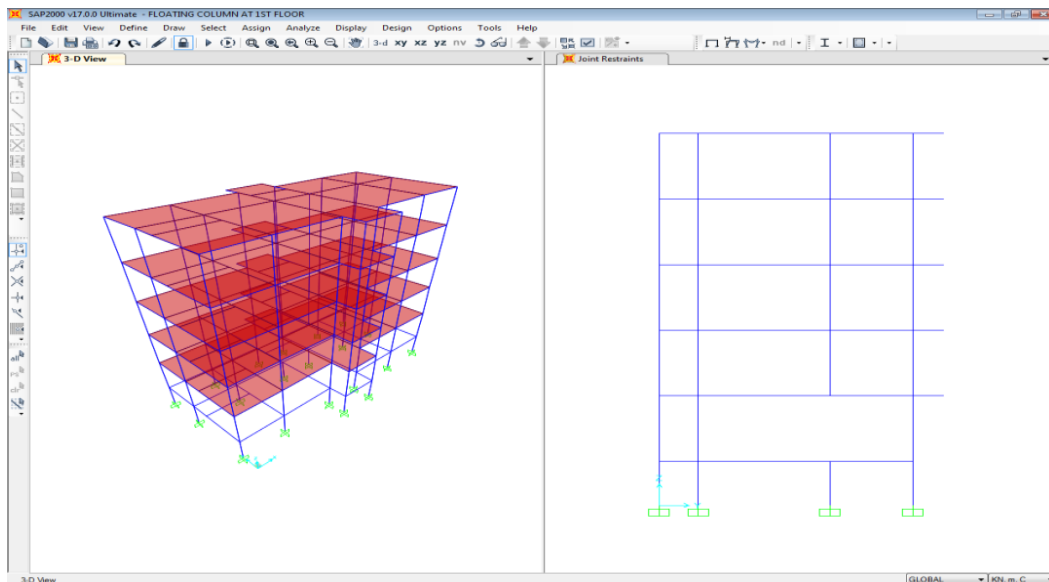 SAP2000 v17.0.0 Ultimate - FLOATING COLUMN AT 1ST FLOOR
File Edit View Define Draw Select Assign Analyze Display Design Options Tools Help
3-d xy xz yz nv nd
3-D View
Joint Restraints
3-D View
GLOBAL
KN, m, C